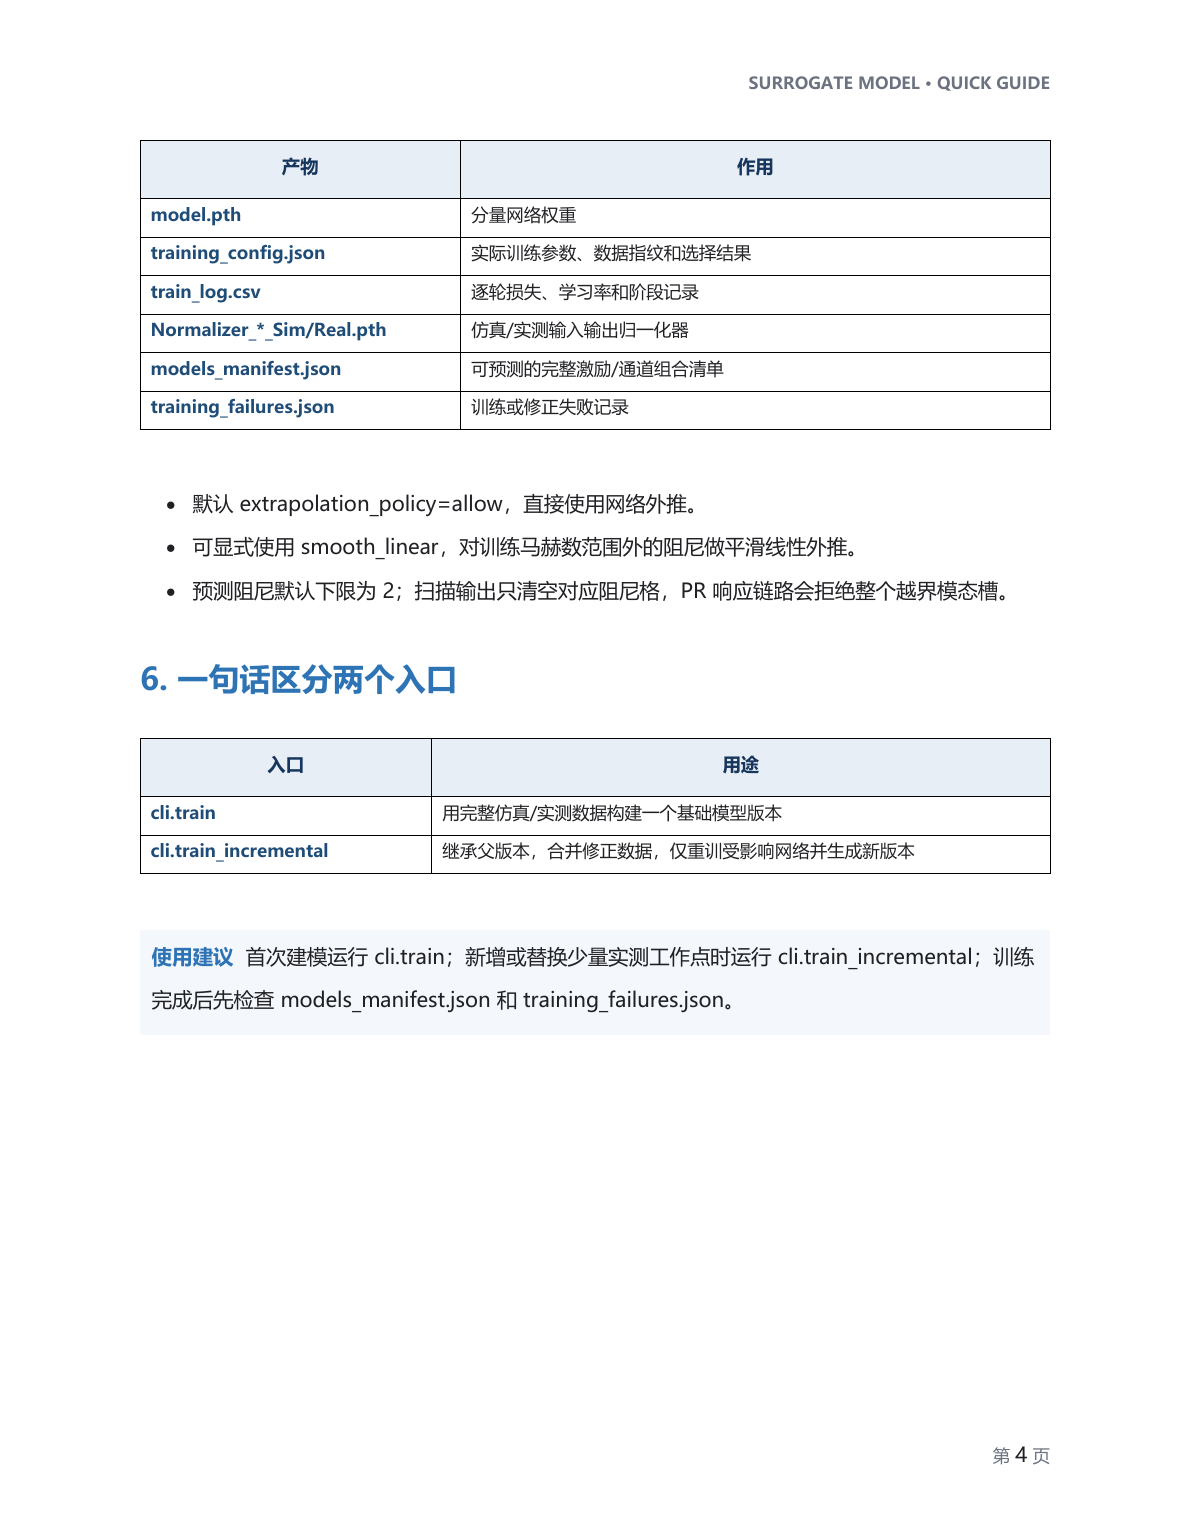 SURROGATE MODEL • QUICK GUIDE
产物 作用
model.pth 分量网络权重
training_config.json 实际训练参数、数据指纹和选择结果
train_log.csv 逐轮损失、学习率和阶段记录
Normalizer_*_Sim/Real.pth 仿真/实测输入输出归一化器
models_manifest.json 可预测的完整激励/通道组合清单
training_failures.json 训练或修正失败记录
• 默认 extrapolation_policy=allow，直接使用网络外推。
• 可显式使用 smooth_linear，对训练马赫数范围外的阻尼做平滑线性外推。
• 预测阻尼默认下限为 2；扫描输出只清空对应阻尼格，PR 响应链路会拒绝整个越界模态槽。
6. 一句话区分两个入口
入口 用途
cli.train 用完整仿真/实测数据构建一个基础模型版本
cli.train_incremental 继承父版本，合并修正数据，仅重训受影响网络并生成新版本
使用建议 首次建模运行 cli.train；新增或替换少量实测工作点时运行 cli.train_incremental；训练
完成后先检查 models_manifest.json 和 training_failures.json。
第 4 页